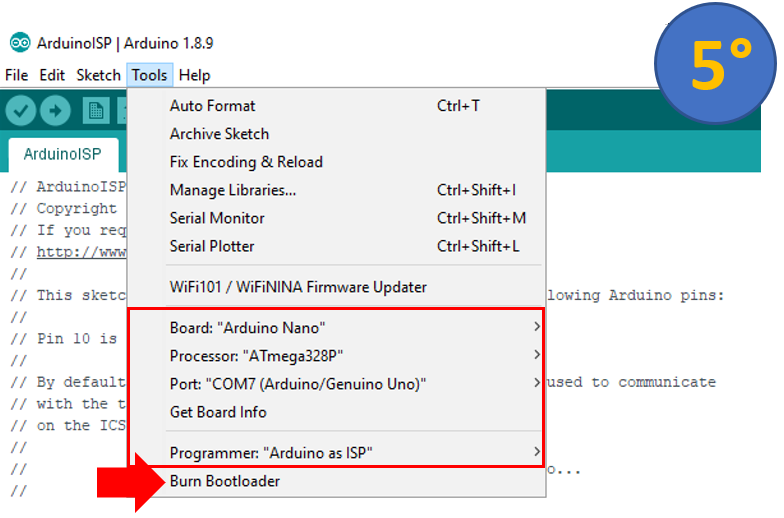 ArduinoISP | Arduino 1.8.9
5°
File Edit Sketch Tools Help
Auto Format Ctrl+T
Archive Sketch
ArduinoISP
Fix Encoding & Reload
// ArduinoISP
Manage Libraries... Ctrl+Shift+I
// Copyright
Serial Monitor Ctrl+Shift+M
// If you req
Serial Plotter Ctrl+Shift+L
// http://www
//
WiFi101 / WiFiNINA Firmware Updater
// This sketc lowing Arduino pins:
//
Board: "Arduino Nano"
// Pin 10 is
Processor: "ATmega328P"
//
Port: "COM7 (Arduino/Genuino Uno)"
// By default used to communicate
// with the t
Get Board Info
// on the ICS
//
Programmer: "Arduino as ISP"
// o...
Burn Bootloader
//